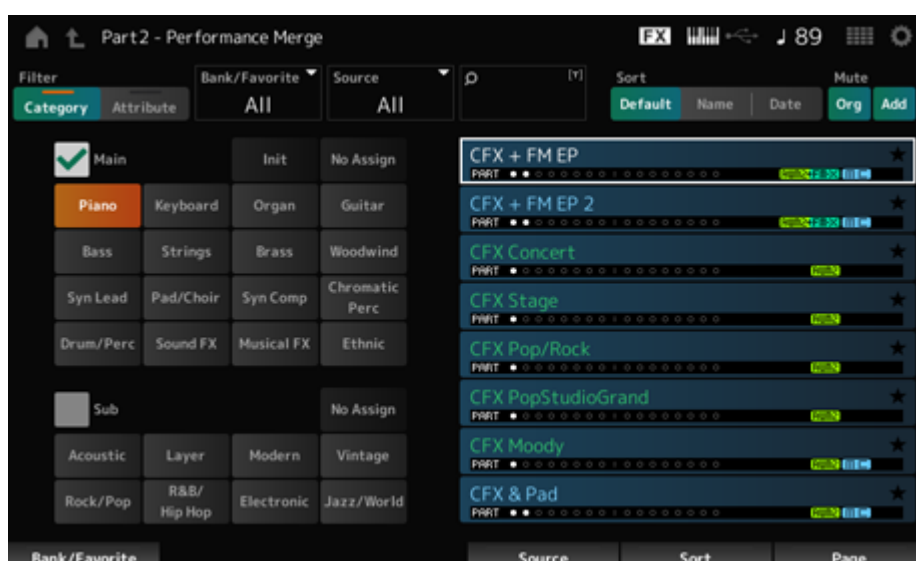 Part2 - Performance Merge FX ♩ 89
Filter Bank/Favorite Source [Y] Sort Mute
Category Attribute All All Default Name Date Org Add
Main Init No Assign
Piano Keyboard Organ Guitar
Bass Strings Brass Woodwind
Syn Lead Pad/Choir Syn Comp Chromatic Perc
Drum/Perc Sound FX Musical FX Ethnic
Sub No Assign
Acoustic Layer Modern Vintage
Rock/Pop R&B/ Hip Hop Electronic Jazz/World
CFX + FM EP
PART
CFX + FM EP 2
PART
CFX Concert
PART
CFX Stage
PART
CFX Pop/Rock
PART
CFX PopStudioGrand
PART
CFX Moody
PART
CFX & Pad
PART
Bank/Favorite Source Sort Page